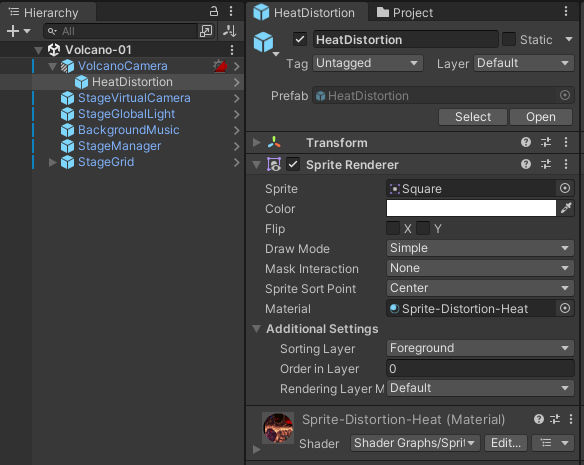 Hierarchy
All
Volcano-01
VolcanoCamera
HeatDistortion
StageVirtualCamera
StageGlobalLight
BackgroundMusic
StageManager
StageGrid
HeatDistortion
Project
HeatDistortion
Static
Tag
Untagged
Layer
Default
Prefab
HeatDistortion
Select
Open
Transform
Sprite Renderer
Sprite
Square
Color
Flip
X
Y
Draw Mode
Simple
Mask Interaction
None
Sprite Sort Point
Center
Material
Sprite-Distortion-Heat
Additional Settings
Sorting Layer
Foreground
Order in Layer
0
Rendering Layer M
Default
Sprite-Distortion-Heat (Material)
Shader
Shader Graphs/Sprit
Edit...